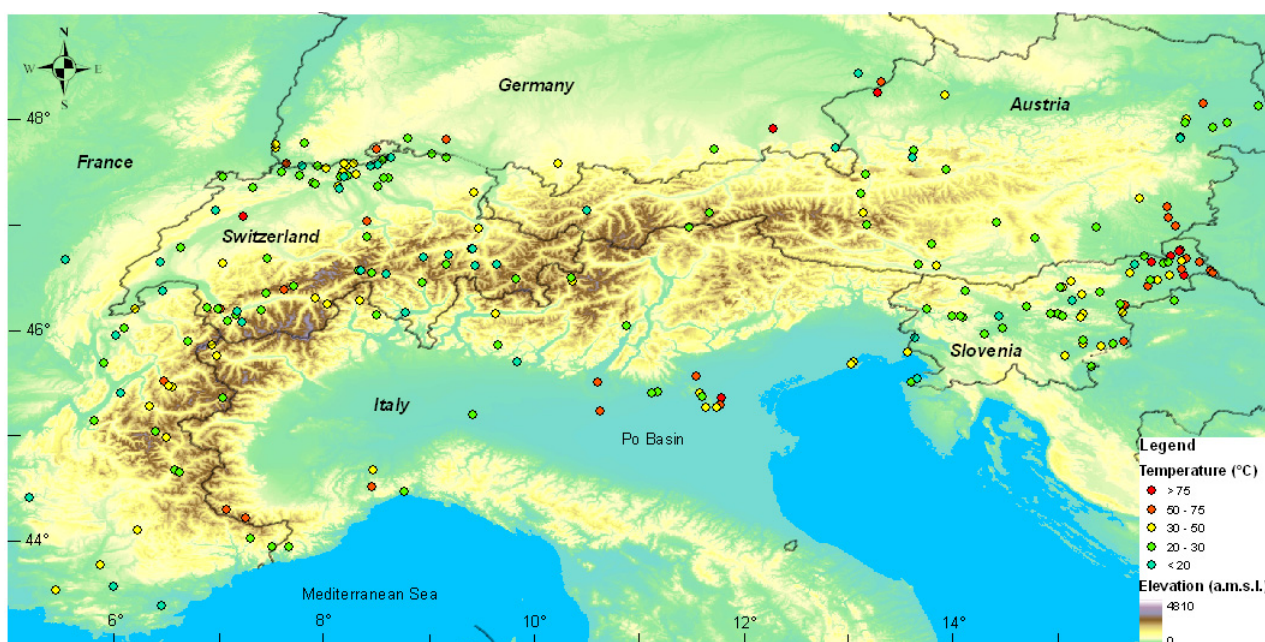 N
W E
S
Germany
48°
Austria
France
Switzerland
46°
Slovenia
Italy
Po Basin
Legend
Temperature (°C)
>75
50 - 75
30 - 50
20 - 30
<20
44°
Elevation (a.m.s.l.)
Mediterranean Sea
4810
0
6° 8° 10° 12° 14°